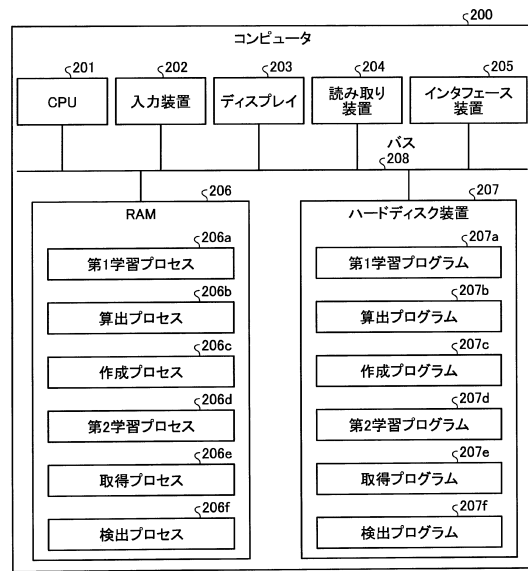 200
コンピュータ
201
202
203
204
205
CPU
入力装置
ディスプレイ
読み取り
装置
インタフェース
装置
バス
208
206
RAM
206a
第1学習プロセス
206b
算出プロセス
206c
作成プロセス
206d
第2学習プロセス
206e
取得プロセス
206f
検出プロセス
207
ハードディスク装置
207a
第1学習プログラム
207b
算出プログラム
207c
作成プログラム
207d
第2学習プログラム
207e
取得プログラム
207f
検出プログラム